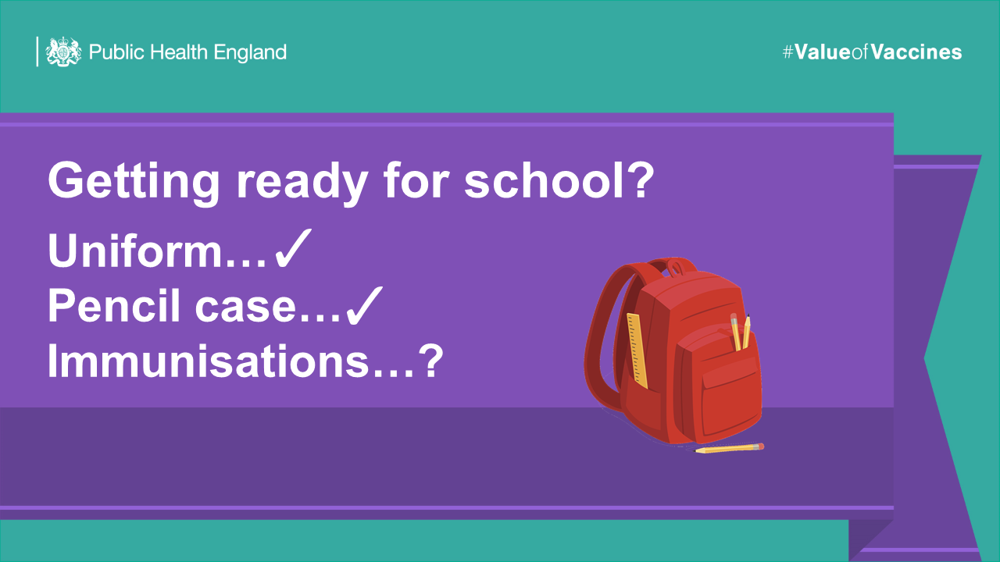 Public Health England
#ValueofVaccines
Getting ready for school?
Uniform…✓
Pencil case…✓
Immunisations…?